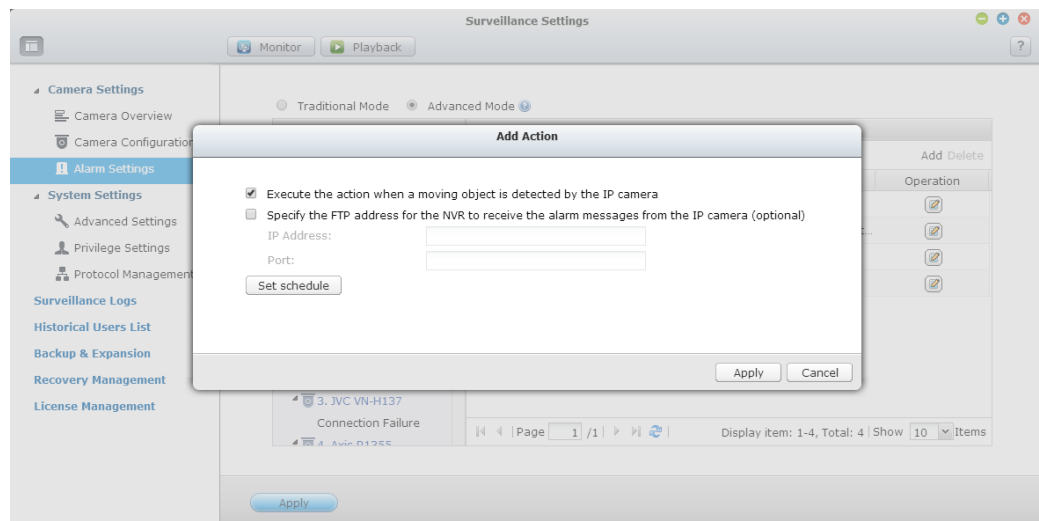 Surveillance Settings
Monitor
Playback
?
Camera Settings
Camera Overview
Camera Configuration
Alarm Settings
System Settings
Advanced Settings
Privilege Settings
Protocol Management
Surveillance Logs
Historical Users List
Backup & Expansion
Recovery Management
License Management
Traditional Mode Advanced Mode
Add Delete
Operation
Add Action
Execute the action when a moving object is detected by the IP camera
Specify the FTP address for the NVR to receive the alarm messages from the IP camera (optional)
IP Address:
Port:
Set schedule
Apply Cancel
3. JVC VN-H137
Connection Failure
4. Axis P1355
Page 1 /1
Display item: 1-4, Total: 4 Show 10 Items
Apply